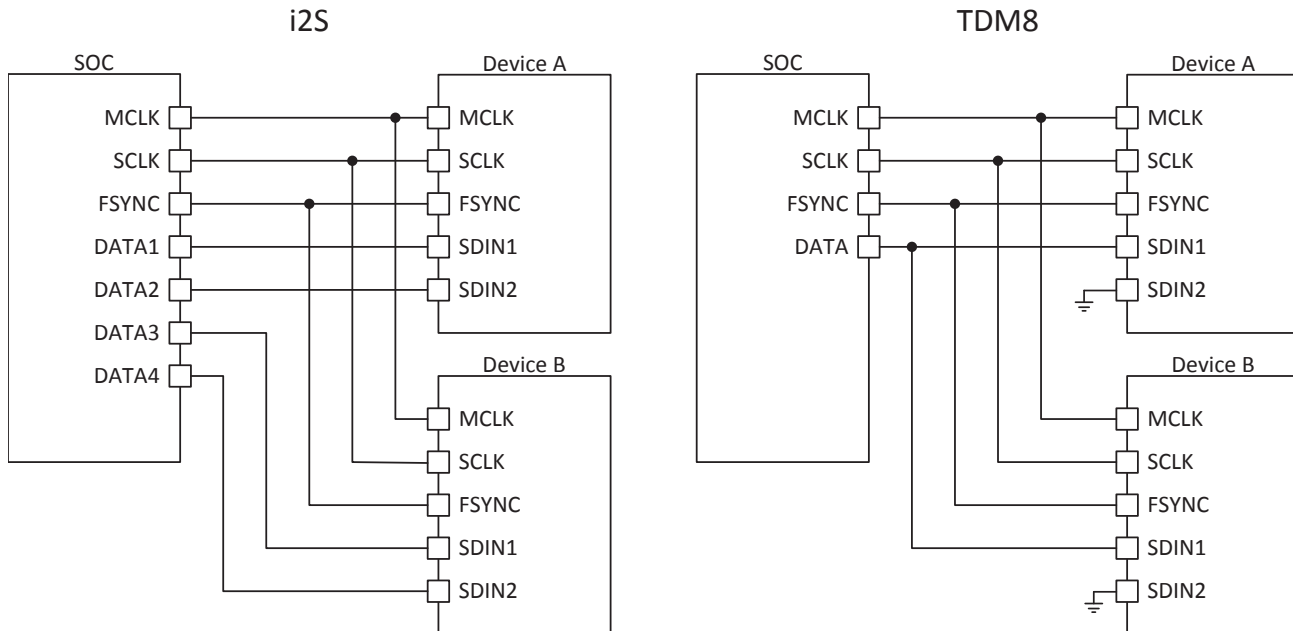 i2S
SOC
MCLK
SCLK
FSYNC
DATA1
DATA2
DATA3
DATA4
Device A
MCLK
SCLK
FSYNC
SDIN1
SDIN2
Device B
MCLK
SCLK
FSYNC
SDIN1
SDIN2
TDM8
SOC
MCLK
SCLK
FSYNC
DATA
Device A
MCLK
SCLK
FSYNC
SDIN1
SDIN2
Device B
MCLK
SCLK
FSYNC
SDIN1
SDIN2